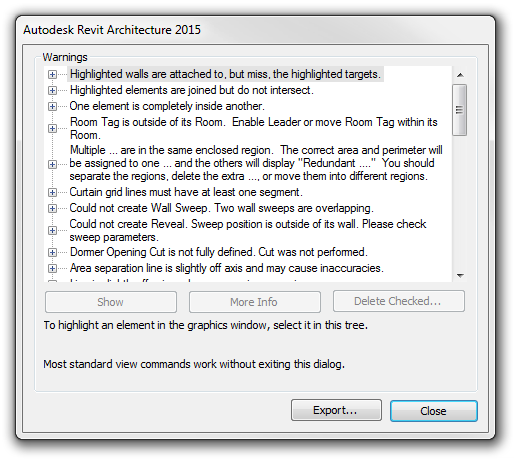 Autodesk Revit Architecture 2015
Warnings
Highlighted walls are attached to, but miss, the highlighted targets.
Highlighted elements are joined but do not intersect.
One element is completely inside another.
Room Tag is outside of its Room. Enable Leader or move Room Tag within its
Room.
Multiple ... are in the same enclosed region. The correct area and perimeter will
be assigned to one ... and the others will display "Redundant ...." You should
separate the regions, delete the extra ..., or move them into different regions.
Curtain grid lines must have at least one segment.
Could not create Wall Sweep. Two wall sweeps are overlapping.
Could not create Reveal. Sweep position is outside of its wall. Please check
sweep parameters.
Dormer Opening Cut is not fully defined. Cut was not performed.
Area separation line is slightly off axis and may cause inaccuracies.
Show
More Info
Delete Checked...
To highlight an element in the graphics window, select it in this tree.
Most standard view commands work without exiting this dialog.
Export...
Close